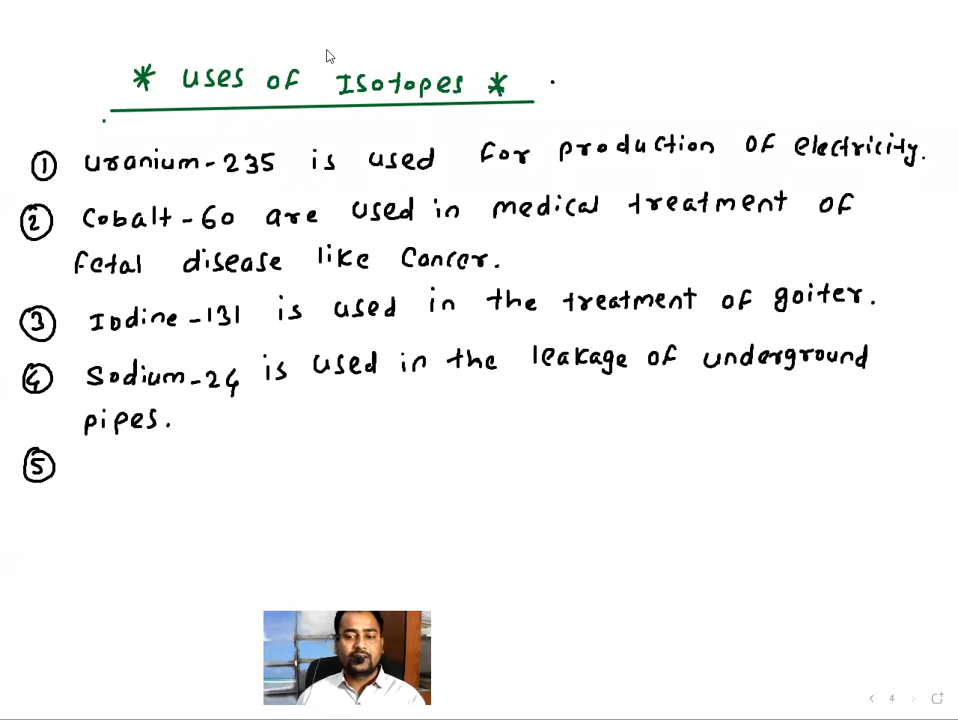 * Uses of Isotopes *
① Uranium-235 is used for production of electricity.
② Cobalt-60 are used in medical treatment of
fetal disease like Cancer.
③ Iodine-131 is used in the treatment of goiter.
④ Sodium-24 is used in the leakage of underground
pipes.
⑤
4